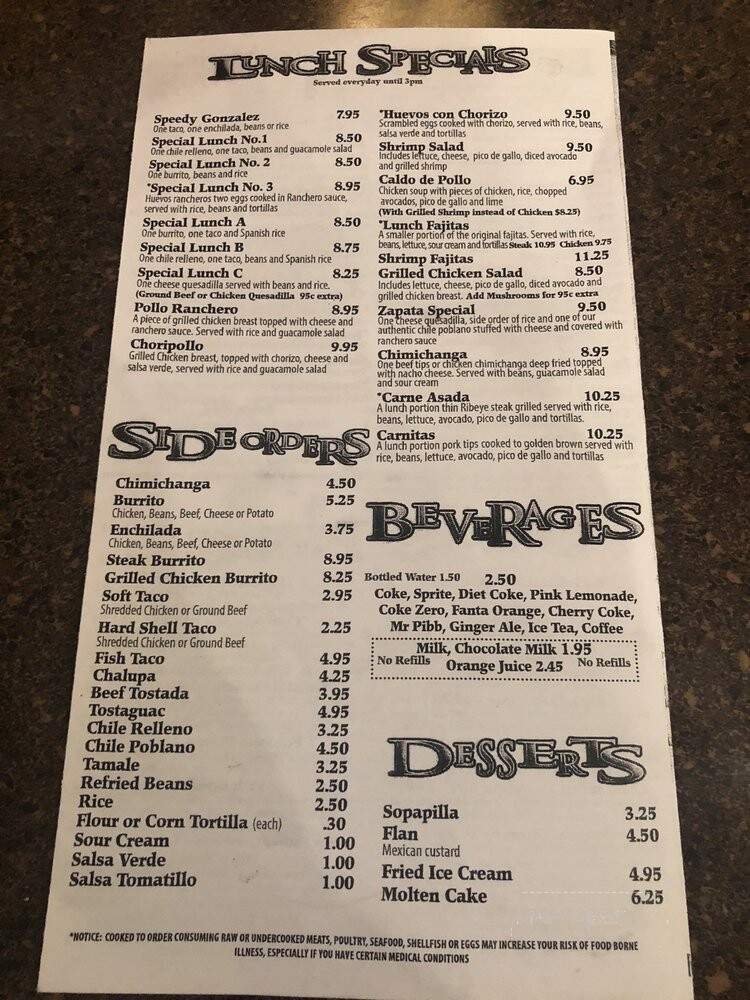 LUNCH SPECIALS
Served everyday until 3pm
Speedy Gonzalez 7.95
One taco, one enchilada, beans or rice
Special Lunch No.1 8.50
One chile relleno, one taco, beans and guacamole salad
Special Lunch No. 2 8.50
One burrito, beans and rice
*Special Lunch No. 3 8.95
Huevos rancheros two eggs cooked in Ranchero sauce,
served with rice, beans and tortillas
Special Lunch A 8.50
One burrito, one taco and Spanish rice
Special Lunch B 8.75
One chile relleno, one taco, beans and Spanish rice
Special Lunch C 8.25
One cheese quesadilla served with beans and rice.
(Ground Beef or Chicken Quesadilla 95c extra)
Pollo Ranchero 8.95
A piece of grilled chicken breast topped with cheese and
ranchero sauce. Served with rice and guacamole salad
Choripollo 9.95
Grilled Chicken breast, topped with chorizo, cheese and
salsa verde, served with rice and guacamole salad
*Huevos con Chorizo 9.50
Scrambled eggs cooked with chorizo, served with rice, beans,
salsa verde and tortillas
Shrimp Salad 9.50
Includes lettuce, cheese, pico de gallo, diced avocado
and grilled shrimp
Caldo de Pollo 6.95
Chicken soup with pieces of chicken, rice, chopped
avocados, pico de gallo and lime
(With Grilled Shrimp instead of Chicken $8.25)
*Lunch Fajitas
A smaller portion of the original fajitas. Served with rice,
beans, lettuce, sour cream and tortillas Steak 10.95 Chicken 9.75
Shrimp Fajitas 11.25
Grilled Chicken Salad 8.50
Includes lettuce, cheese, pico de gallo, diced avocado and
grilled chicken breast. Add Mushrooms for 95c extra
Zapata Special 9.50
One cheese quesadilla, side order of rice and one of our
authentic chile poblano stuffed with cheese and covered with
ranchero sauce
Chimichanga 8.95
One beef tips or chicken chimichanga deep fried topped
with nacho cheese. Served with beans, guacamole salad
and sour cream
*Carne Asada 10.25
A lunch portion thin Ribeye steak grilled served with rice,
beans, lettuce, avocado, pico de gallo and tortillas.
Carnitas 10.25
A lunch portion pork tips cooked to golden brown served with
rice, beans, lettuce, avocado, pico de gallo and tortillas
SIDE ORDERS
Chimichanga 4.50
Burrito 5.25
Chicken, Beans, Beef, Cheese or Potato
Enchilada 3.75
Chicken, Beans, Beef, Cheese or Potato
Steak Burrito 8.95
Grilled Chicken Burrito 8.25
Soft Taco 2.95
Shredded Chicken or Ground Beef
Hard Shell Taco 2.25
Shredded Chicken or Ground Beef
Fish Taco 4.95
Chalupa 4.25
Beef Tostada 3.95
Tostaguac 4.95
Chile Relleno 3.25
Chile Poblano 4.50
Tamale 3.25
Refried Beans 2.50
Rice 2.50
Flour or Corn Tortilla (each) .30
Sour Cream 1.00
Salsa Verde 1.00
Salsa Tomatillo 1.00
BEVERAGES
Bottled Water 1.50 2.50
Coke, Sprite, Diet Coke, Pink Lemonade,
Coke Zero, Fanta Orange, Cherry Coke,
Mr Pibb, Ginger Ale, Ice Tea, Coffee
Milk, Chocolate Milk 1.95
No Refills Orange Juice 2.45 No Refills
DESSERTS
Sopapilla 3.25
Flan 4.50
Mexican custard
Fried Ice Cream 4.95
Molten Cake 6.25
*NOTICE: COOKED TO ORDER CONSUMING RAW OR UNDERCOOKED MEATS, POULTRY, SEAFOOD, SHELLFISH OR EGGS MAY INCREASE YOUR RISK OF FOOD BORNE
ILLNESS, ESPECIALLY IF YOU HAVE CERTAIN MEDICAL CONDITIONS